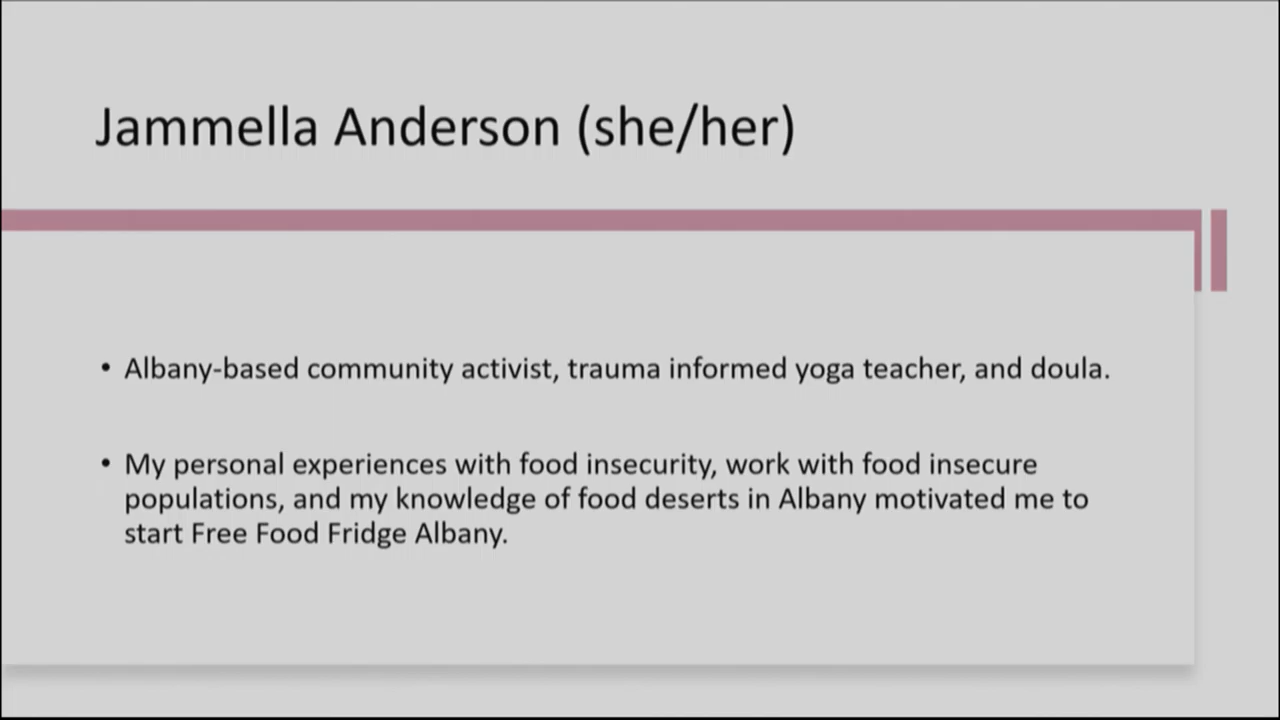 Jammella Anderson (she/her)
• Albany-based community activist, trauma informed yoga teacher, and doula.
• My personal experiences with food insecurity, work with food insecure
populations, and my knowledge of food deserts in Albany motivated me to
start Free Food Fridge Albany.